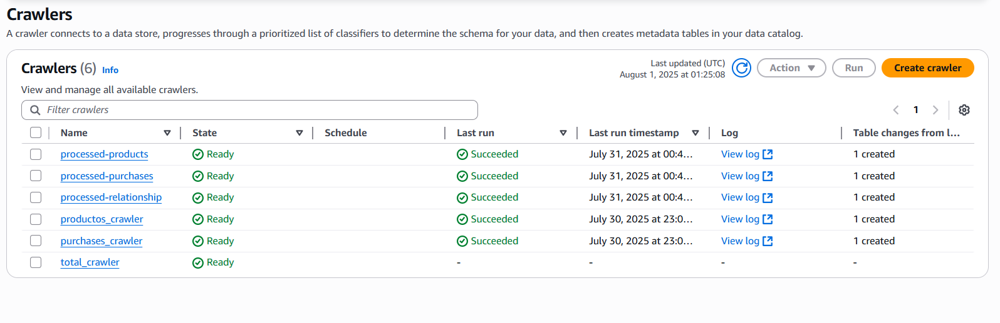 Crawlers
A crawler connects to a data store, progresses through a prioritized list of classifiers to determine the schema for your data, and then creates metadata tables in your data catalog.
Crawlers (6) Info
Last updated (UTC)
August 1, 2025 at 01:25:08
Action
Run
Create crawler
View and manage all available crawlers.
Filter crawlers
1
Name State Schedule Last run Last run timestamp Log Table changes from l...
processed-products Ready Succeeded July 31, 2025 at 00:4... View log 1 created
processed-purchases Ready Succeeded July 31, 2025 at 00:4... View log 1 created
processed-relationship Ready Succeeded July 31, 2025 at 00:4... View log 1 created
productos_crawler Ready Succeeded July 30, 2025 at 23:0... View log 1 created
purchases_crawler Ready Succeeded July 30, 2025 at 23:0... View log 1 created
total_crawler Ready - - - -